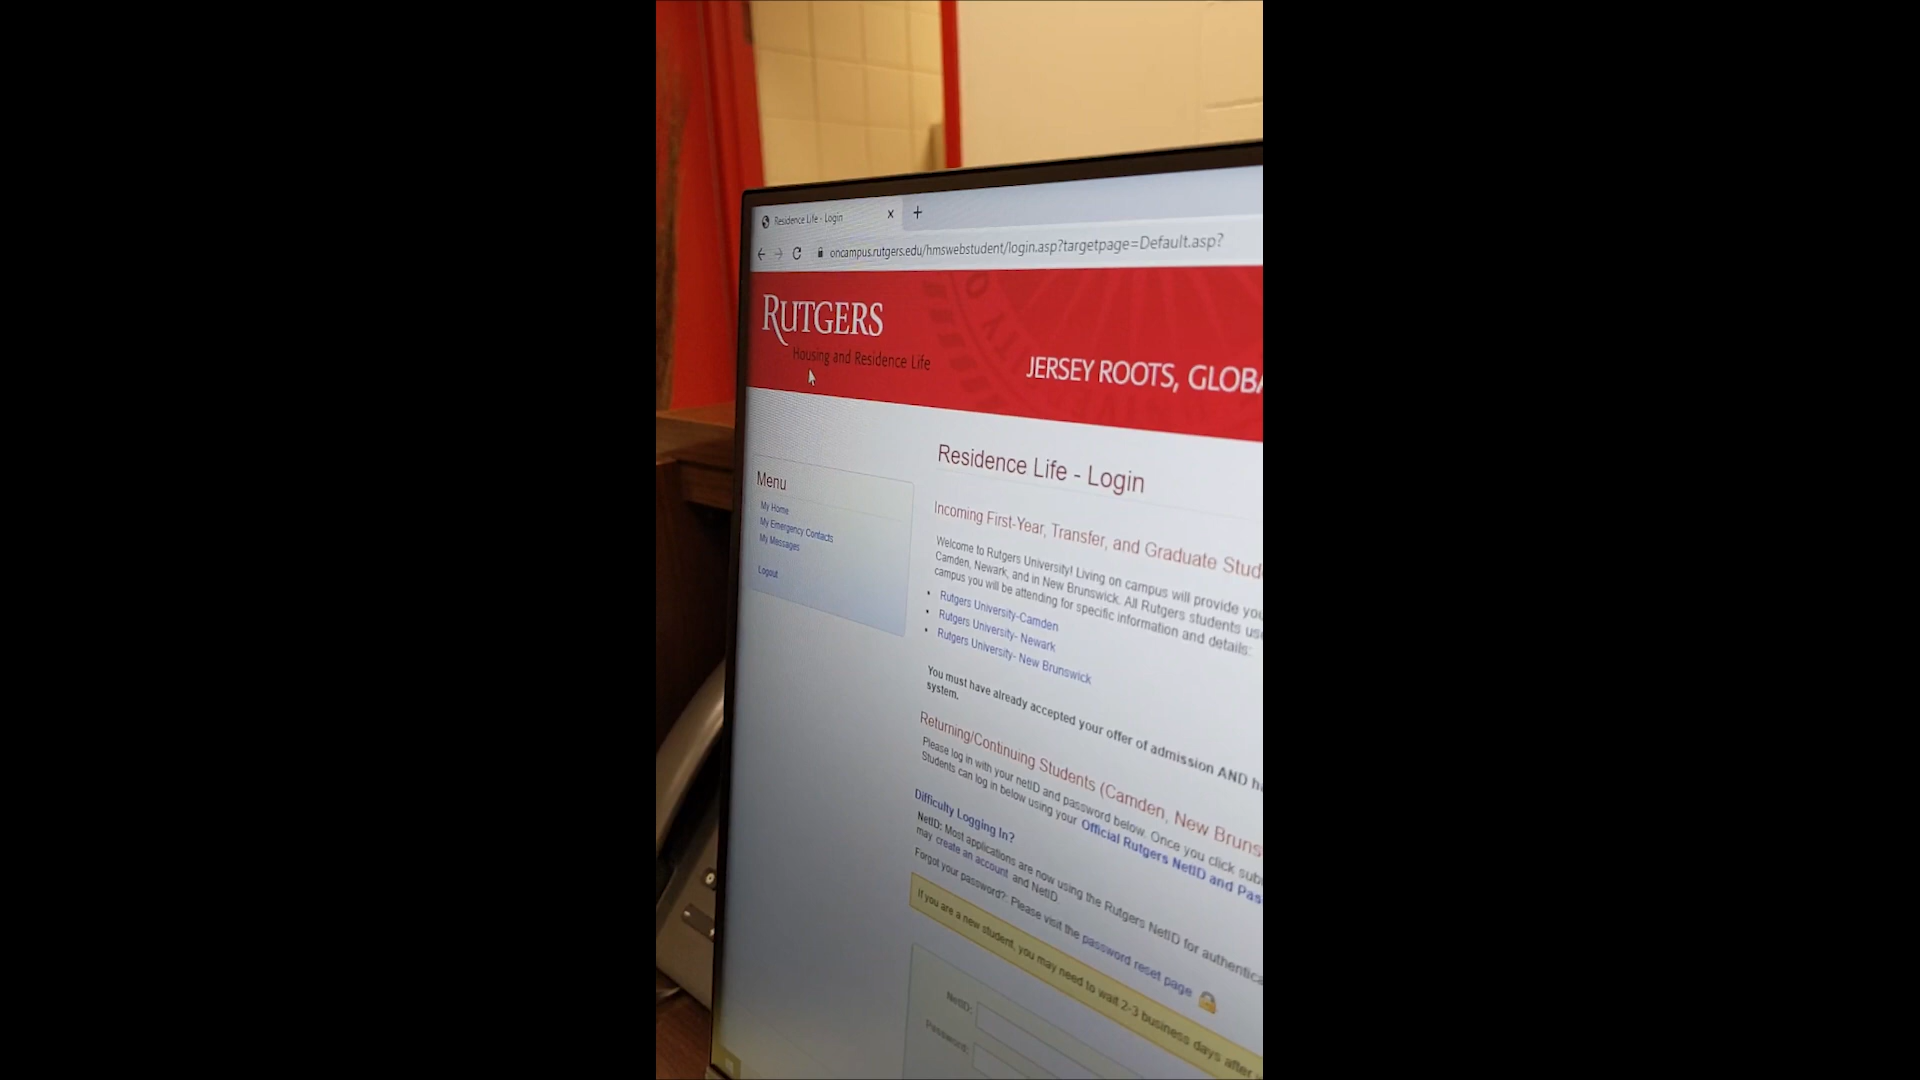 Residence Life - Login
oncampus.rutgers.edu/hmswebstudent/login.asp?targetpage=Default.asp?
RUTGERS
Housing and Residence Life
JERSEY ROOTS, GLOBA
Residence Life - Login
Menu
My Home
My Emergency Contacts
My Messages
Logout
Incoming First-Year, Transfer, and Graduate Stud
Welcome to Rutgers University! Living on campus will provide you
Camden, Newark, and in New Brunswick. All Rutgers students us
campus you will be attending for specific information and details:
• Rutgers University-Camden
• Rutgers University- Newark
• Rutgers University- New Brunswick
You must have already accepted your offer of admission AND h
system.
Returning/Continuing Students (Camden, New Bruns
Please log in with your netID and password below. Once you click sub
Students can log in below using your Official Rutgers NetID and Pas
Difficulty Logging In?
NetID: Most applications are now using the Rutgers NetID for authentica
may create an account and NetID
Forgot your password?: Please visit the password reset page
If you are a new student, you may need to wait 2-3 business days after
NetID:
Password: